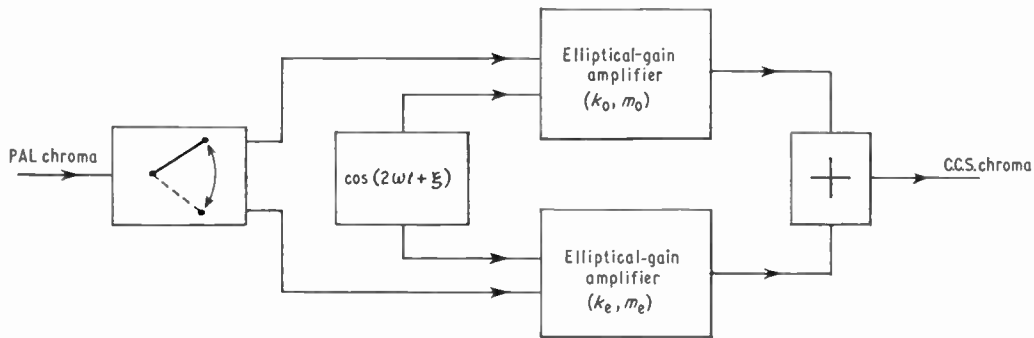 Elliptical-gain
amplifier
(k₀, m₀)
PAL chroma
cos (2ωt + ξ)
+
C.C.S. chroma
Elliptical-gain
amplifier
(kₑ, mₑ)